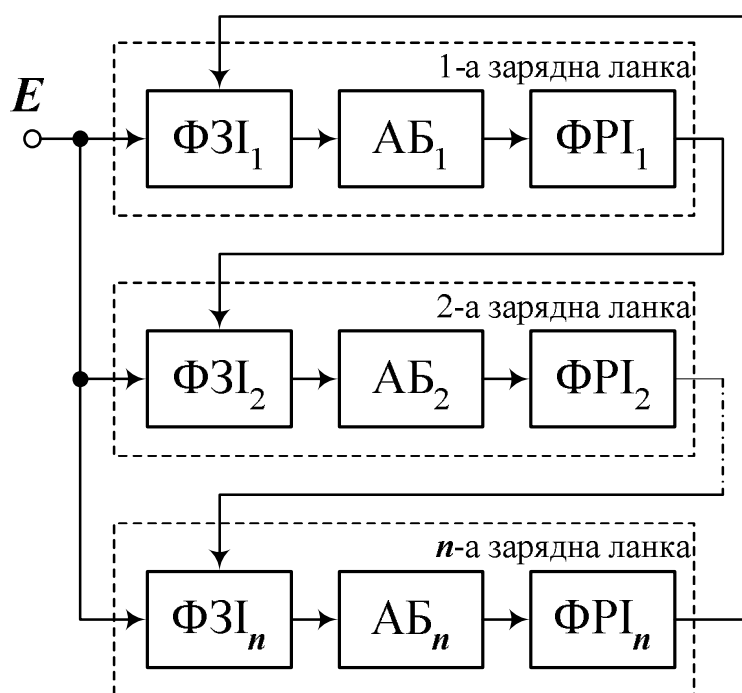 1-а зарядна ланка
E
ФЗІ1 АБ1 ФРІ1
2-а зарядна ланка
ФЗІ2 АБ2 ФРІ2
n-а зарядна ланка
ФЗІn АБn ФРІn